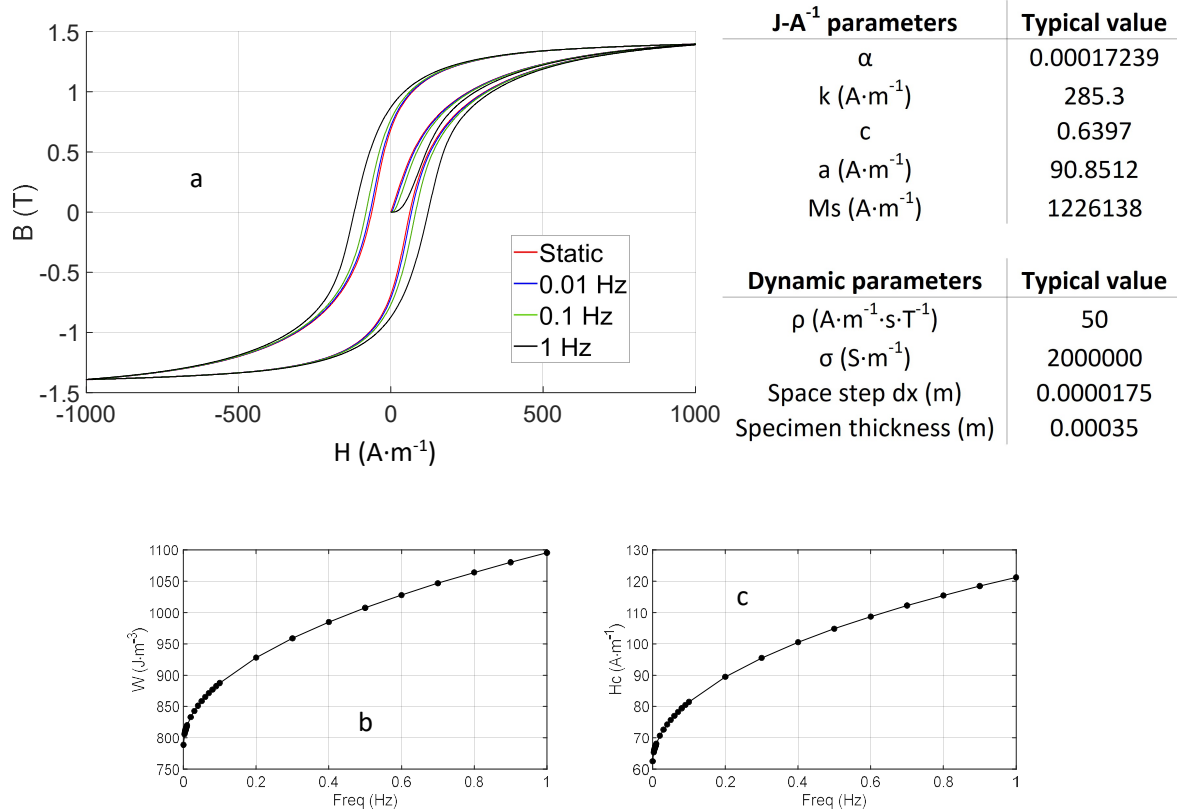 1.5
1
0.5
0
-0.5
-1
-1.5
B (T)
a
Static
0.01 Hz
0.1 Hz
1 Hz
-1000 -500 0 500 1000
H (A·m⁻¹)
J-A⁻¹ parameters Typical value
α 0.00017239
k (A·m⁻¹) 285.3
c 0.6397
a (A·m⁻¹) 90.8512
Ms (A·m⁻¹) 1226138
Dynamic parameters Typical value
ρ (A·m⁻¹·s·T⁻¹) 50
σ (S·m⁻¹) 2000000
Space step dx (m) 0.0000175
Specimen thickness (m) 0.00035
1100
1050
1000
950
900
850
800
750
W (J·m⁻³)
b
0 0.2 0.4 0.6 0.8 1
Freq (Hz)
130
120
110
100
90
80
70
60
Hc (A·m⁻¹)
c
0 0.2 0.4 0.6 0.8 1
Freq (Hz)